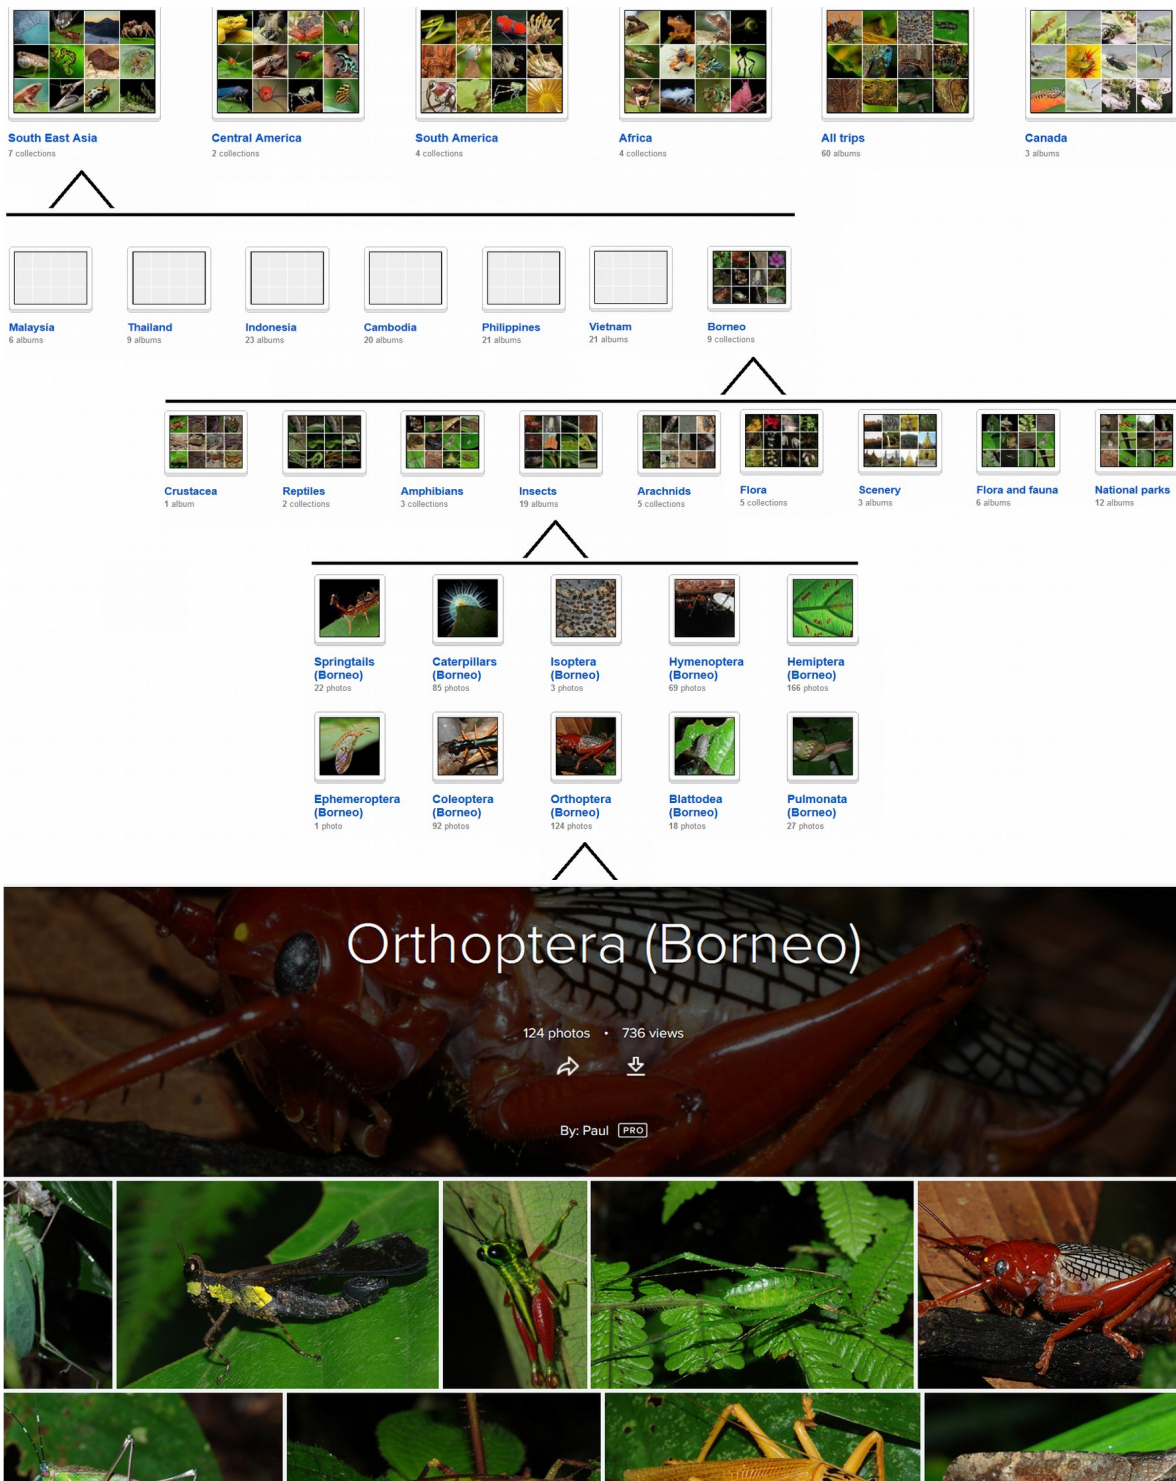 South East Asia
7 collections
Central America
2 collections
South America
4 collections
Africa
4 collections
All trips
60 albums
Canada
3 albums
Malaysia
6 albums
Thailand
9 albums
Indonesia
23 albums
Cambodia
20 albums
Philippines
21 albums
Vietnam
21 albums
Borneo
9 collections
Crustacea
1 album
Reptiles
2 collections
Amphibians
3 collections
Insects
19 albums
Arachnids
5 collections
Flora
5 collections
Scenery
3 albums
Flora and fauna
6 albums
National parks
12 albums
Springtails
(Borneo)
22 photos
Caterpillars
(Borneo)
85 photos
Isoptera
(Borneo)
3 photos
Hymenoptera
(Borneo)
69 photos
Hemiptera
(Borneo)
166 photos
Ephemeroptera
(Borneo)
1 photo
Coleoptera
(Borneo)
92 photos
Orthoptera
(Borneo)
124 photos
Blattodea
(Borneo)
18 photos
Pulmonata
(Borneo)
27 photos
Orthoptera (Borneo)
124 photos • 736 views
By: Paul PRO